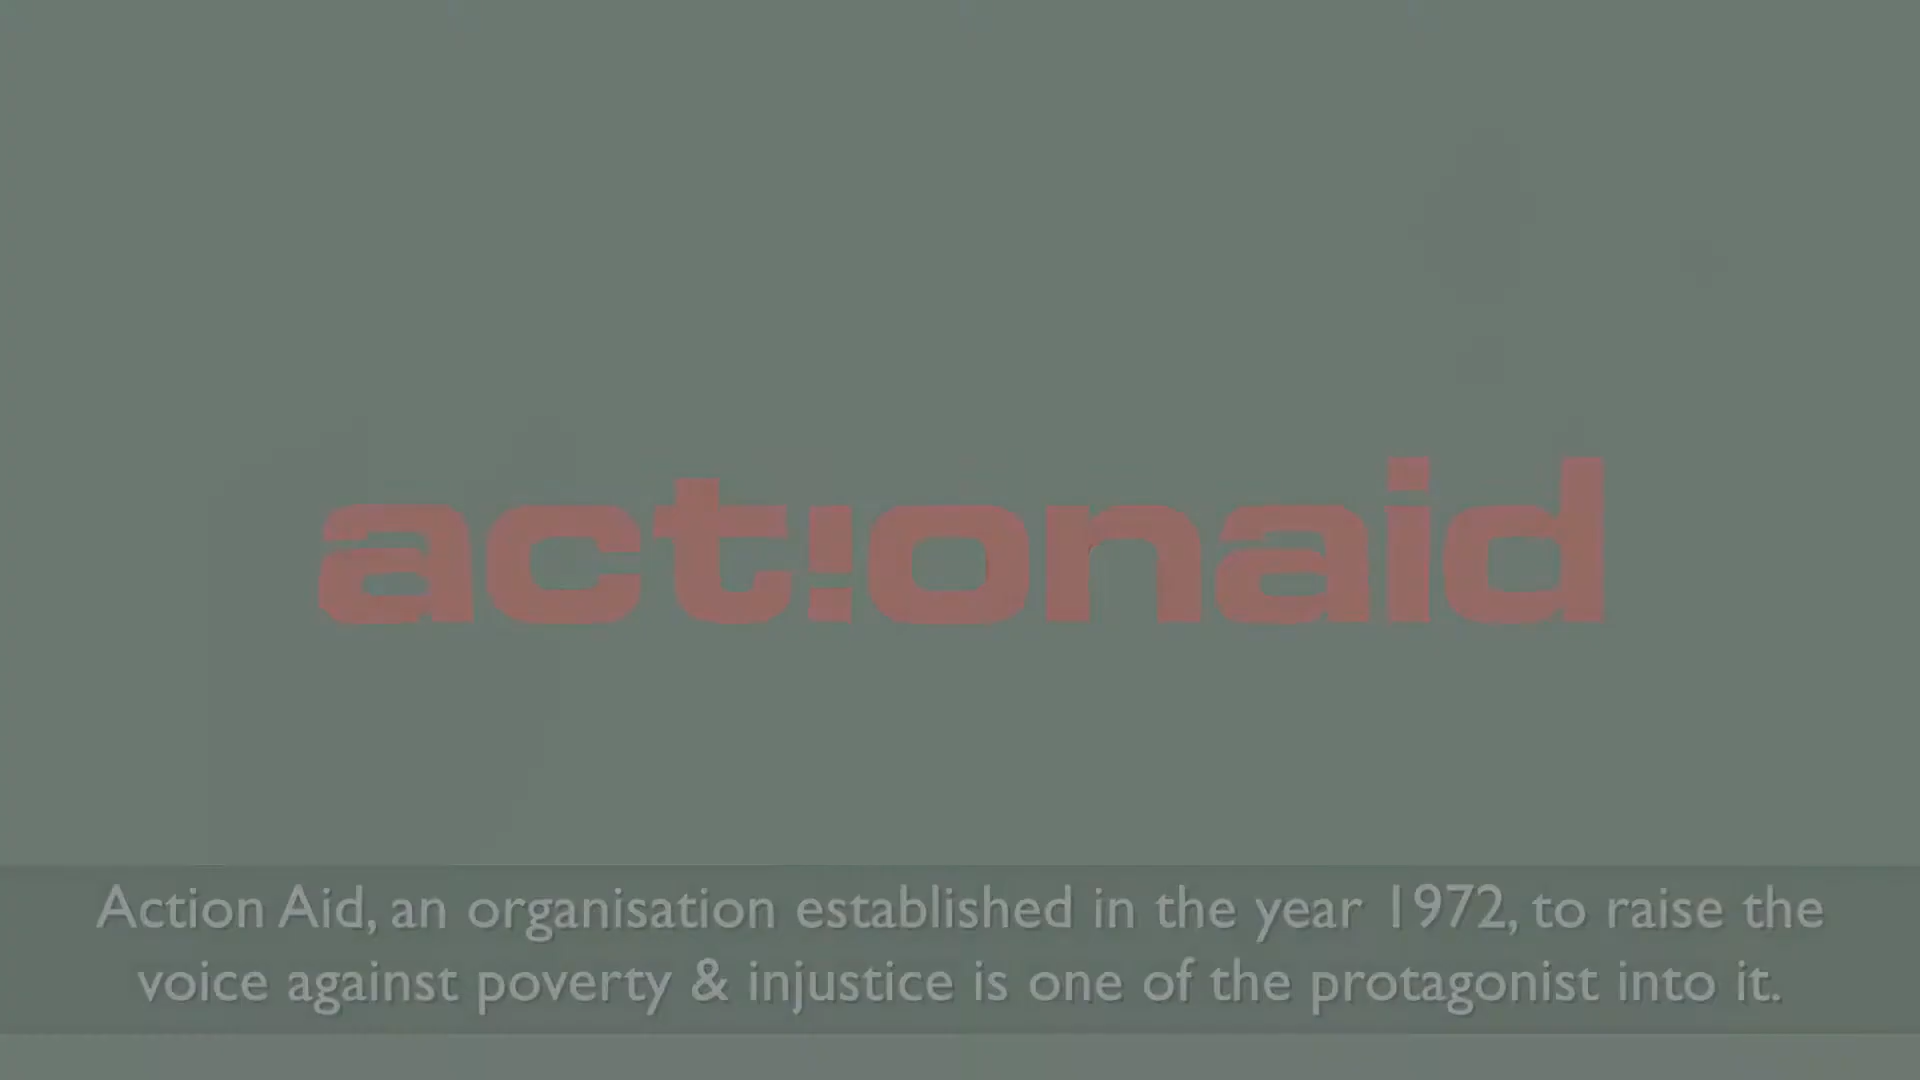 act!onaid
Action Aid, an organisation established in the year 1972, to raise the
voice against poverty & injustice is one of the protagonist into it.